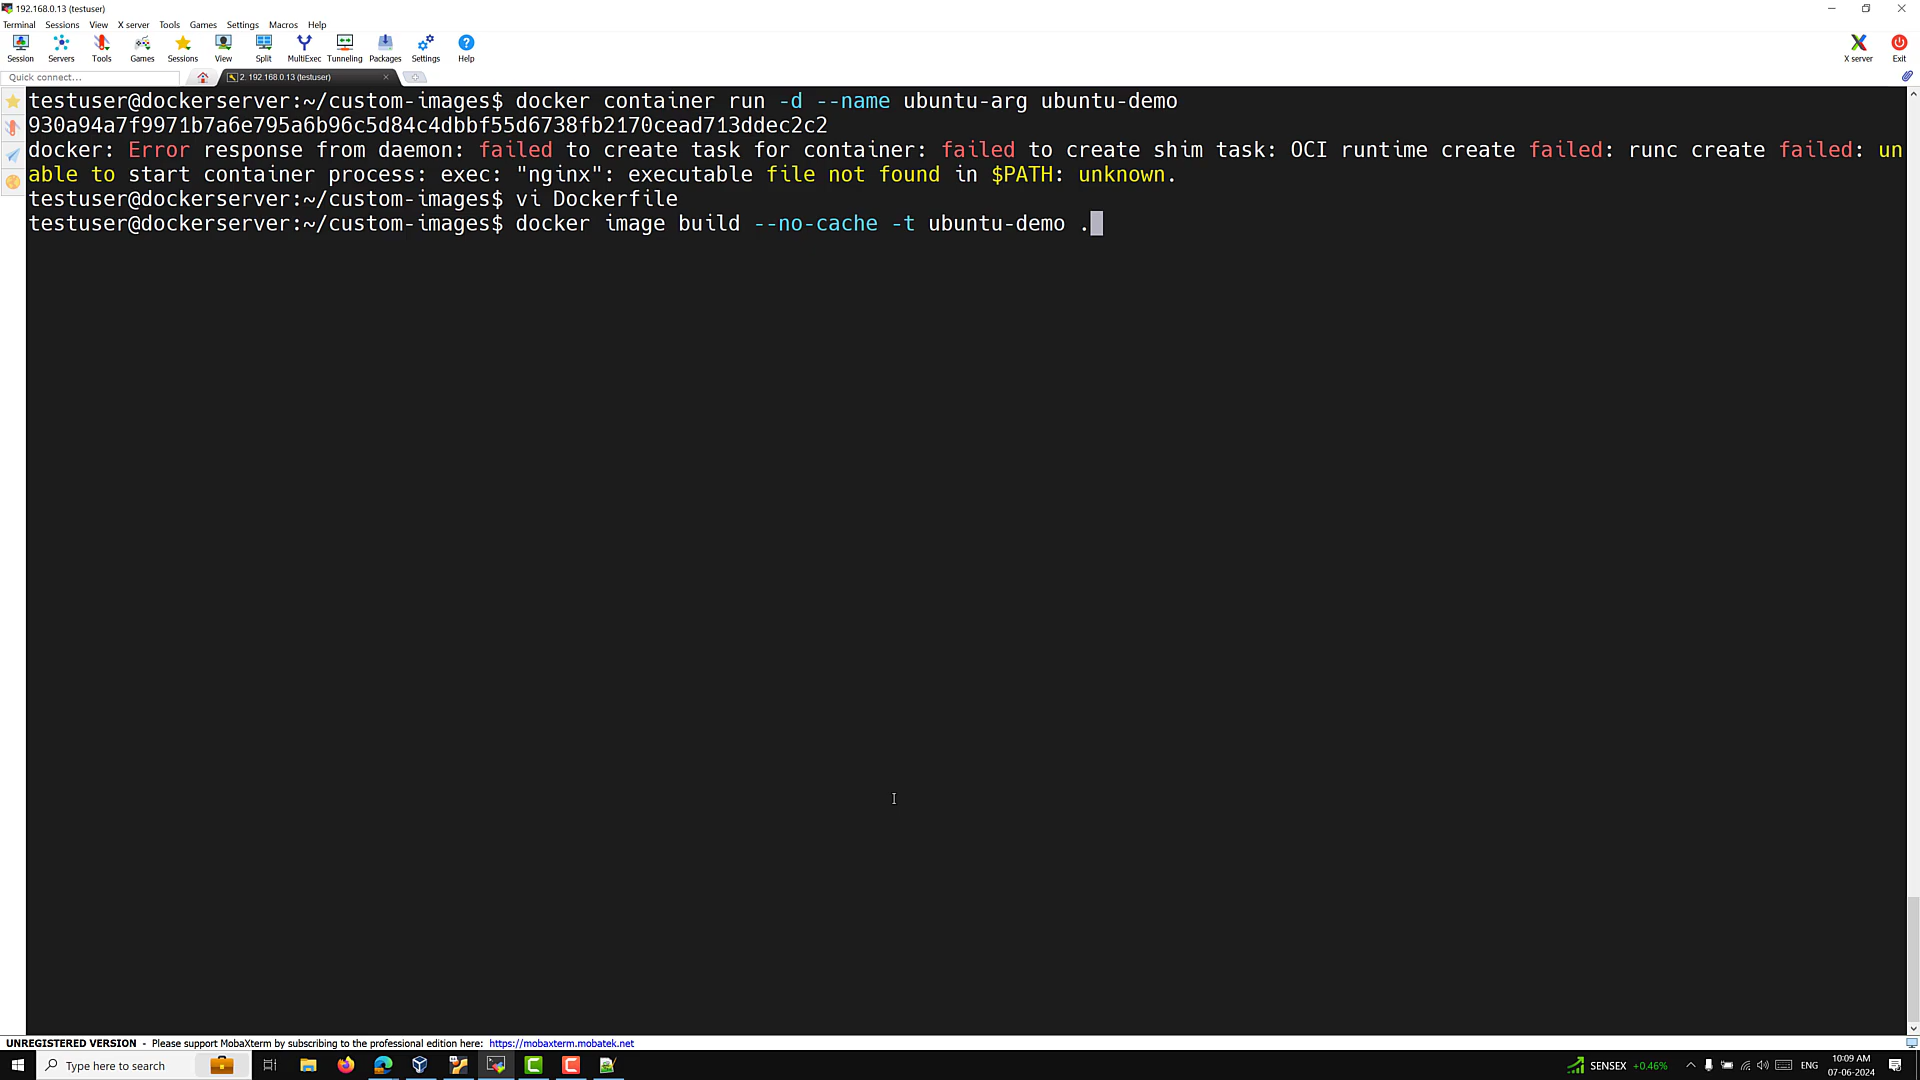 192.168.0.13 (testuser)
Terminal Sessions View X server Tools Games Settings Macros Help
Session Servers Tools Games Sessions View Split MultiExec Tunneling Packages Settings Help X server Exit
Quick connect... 2. 192.168.0.13 (testuser)
testuser@dockerserver:~/custom-images$ docker container run -d --name ubuntu-arg ubuntu-demo
930a94a7f9971b7a6e795a6b96c5d84c4dbbf55d6738fb2170cead713ddec2c2
docker: Error response from daemon: failed to create task for container: failed to create shim task: OCI runtime create failed: runc create failed: un
able to start container process: exec: "nginx": executable file not found in $PATH: unknown.
testuser@dockerserver:~/custom-images$ vi Dockerfile
testuser@dockerserver:~/custom-images$ docker image build --no-cache -t ubuntu-demo .
UNREGISTERED VERSION - Please support MobaXterm by subscribing to the professional edition here: https://mobaxterm.mobatek.net
Type here to search SENSEX +0.46% ENG 10:09 AM
07-06-2024